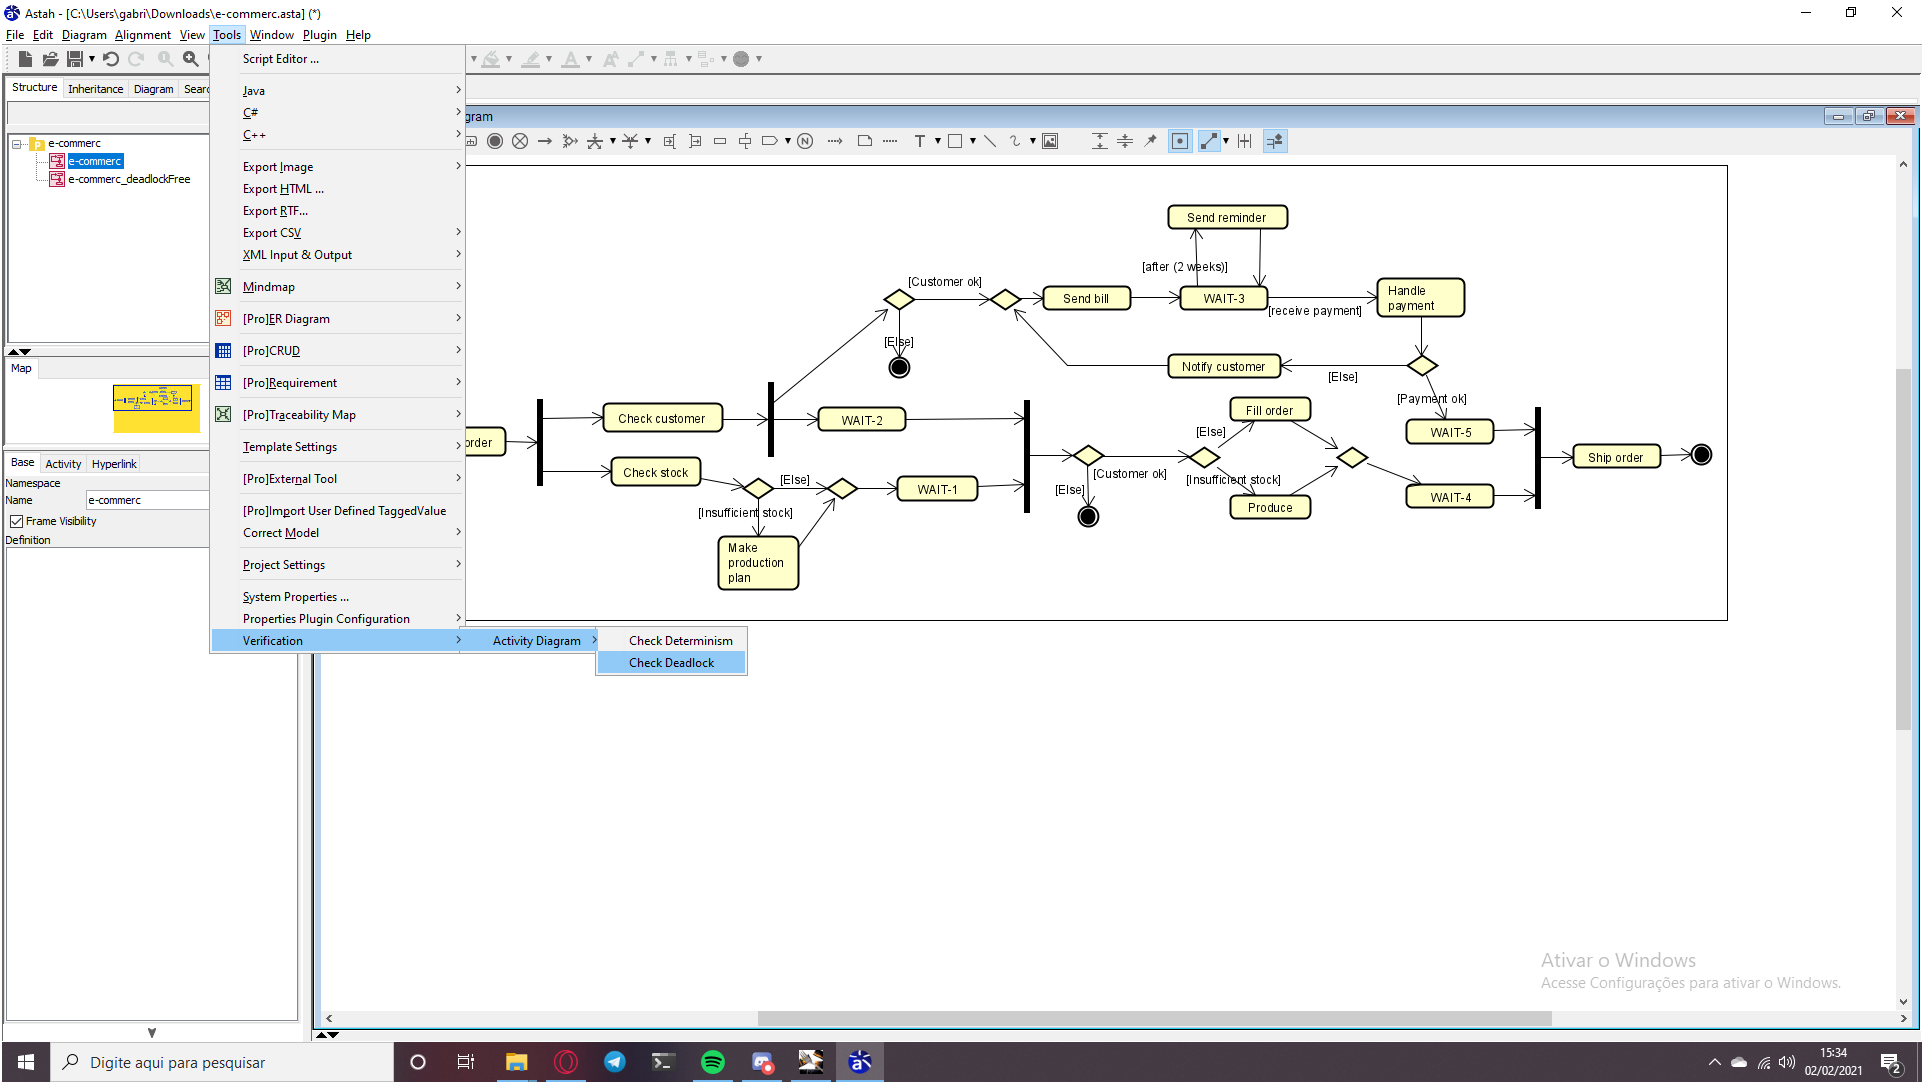 Astah - [C:\Users\gabri\Downloads\e-commerc.asta] (*)
File Edit Diagram Alignment View Tools Window Plugin Help
Structure Inheritance Diagram Searc
e-commerc
e-commerc
e-commerc_deadlockFree
Map
Base Activity Hyperlink
Namespace
Name e-commerc
Frame Visibility
Definition
Script Editor ...
Java
C#
C++
Export Image
Export HTML ...
Export RTF...
Export CSV
XML Input & Output
Mindmap
[Pro]ER Diagram
[Pro]CRUD
[Pro]Requirement
[Pro]Traceability Map
Template Settings
[Pro]External Tool
[Pro]Import User Defined TaggedValue
Correct Model
Project Settings
System Properties ...
Properties Plugin Configuration
Verification
Activity Diagram
Check Determinism
Check Deadlock
gram
Send reminder
[after (2 weeks)]
[Customer ok]
Send bill
WAIT-3
[receive payment]
Handle
payment
[Else]
Notify customer
[Else]
[Payment ok]
order
Check customer
WAIT-2
Fill order
[Else]
WAIT-5
Check stock
[Else]
WAIT-1
[Insufficient stock]
Make
production
plan
[Customer ok]
[Else]
[Insufficient stock]
Produce
WAIT-4
Ship order
Ativar o Windows
Acesse Configurações para ativar o Windows.
Digite aqui para pesquisar
15:34
02/02/2021
2